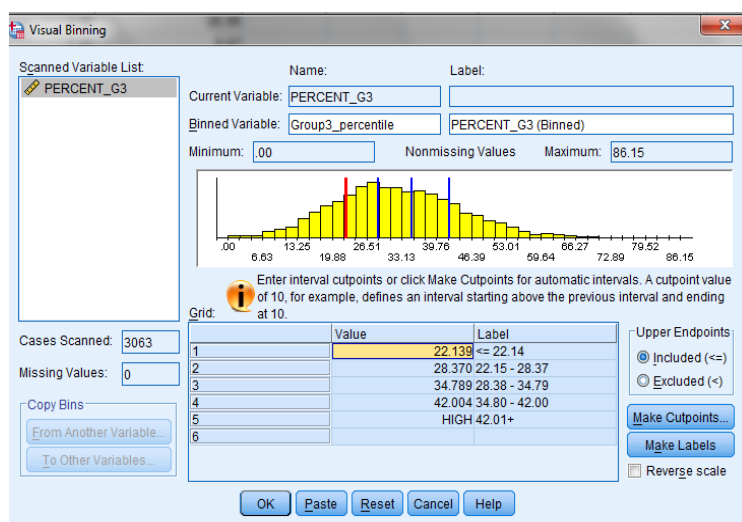 Visual Binning
Scanned Variable List:
PERCENT_G3
Name: Label:
Current Variable: PERCENT_G3
Binned Variable: Group3_percentile PERCENT_G3 (Binned)
Minimum: .00 Nonmissing Values Maximum: 86.15
.00 13.25 26.51 39.76 53.01 66.27 79.52
6.63 19.88 33.13 46.39 59.64 72.89 86.15
Enter interval cutpoints or click Make Cutpoints for automatic intervals. A cutpoint value
of 10, for example, defines an interval starting above the previous interval and ending
at 10.
Grid:
Value Label
1 22.139 <= 22.14
2 28.370 22.15 - 28.37
3 34.789 28.38 - 34.79
4 42.004 34.80 - 42.00
5 HIGH 42.01+
6
Cases Scanned: 3063
Missing Values: 0
Copy Bins
From Another Variable...
To Other Variables...
Upper Endpoints
Included (<=)
Excluded (<)
Make Cutpoints...
Make Labels
Reverse scale
OK Paste Reset Cancel Help